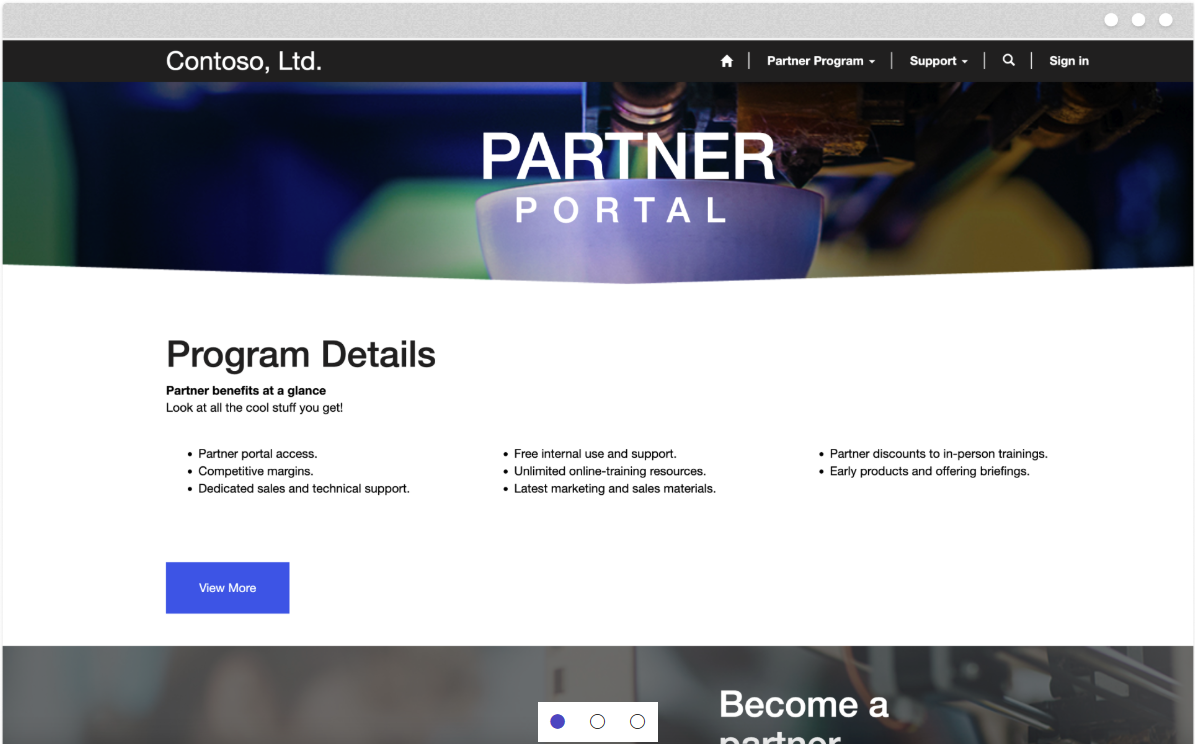 Contoso, Ltd.
Partner Program
Support
Sign in
PARTNER
PORTAL
Program Details
Partner benefits at a glance
Look at all the cool stuff you get!
Partner portal access.
Competitive margins.
Dedicated sales and technical support.
Free internal use and support.
Unlimited online-training resources.
Latest marketing and sales materials.
Partner discounts to in-person trainings.
Early products and offering briefings.
View More
Become a
partner